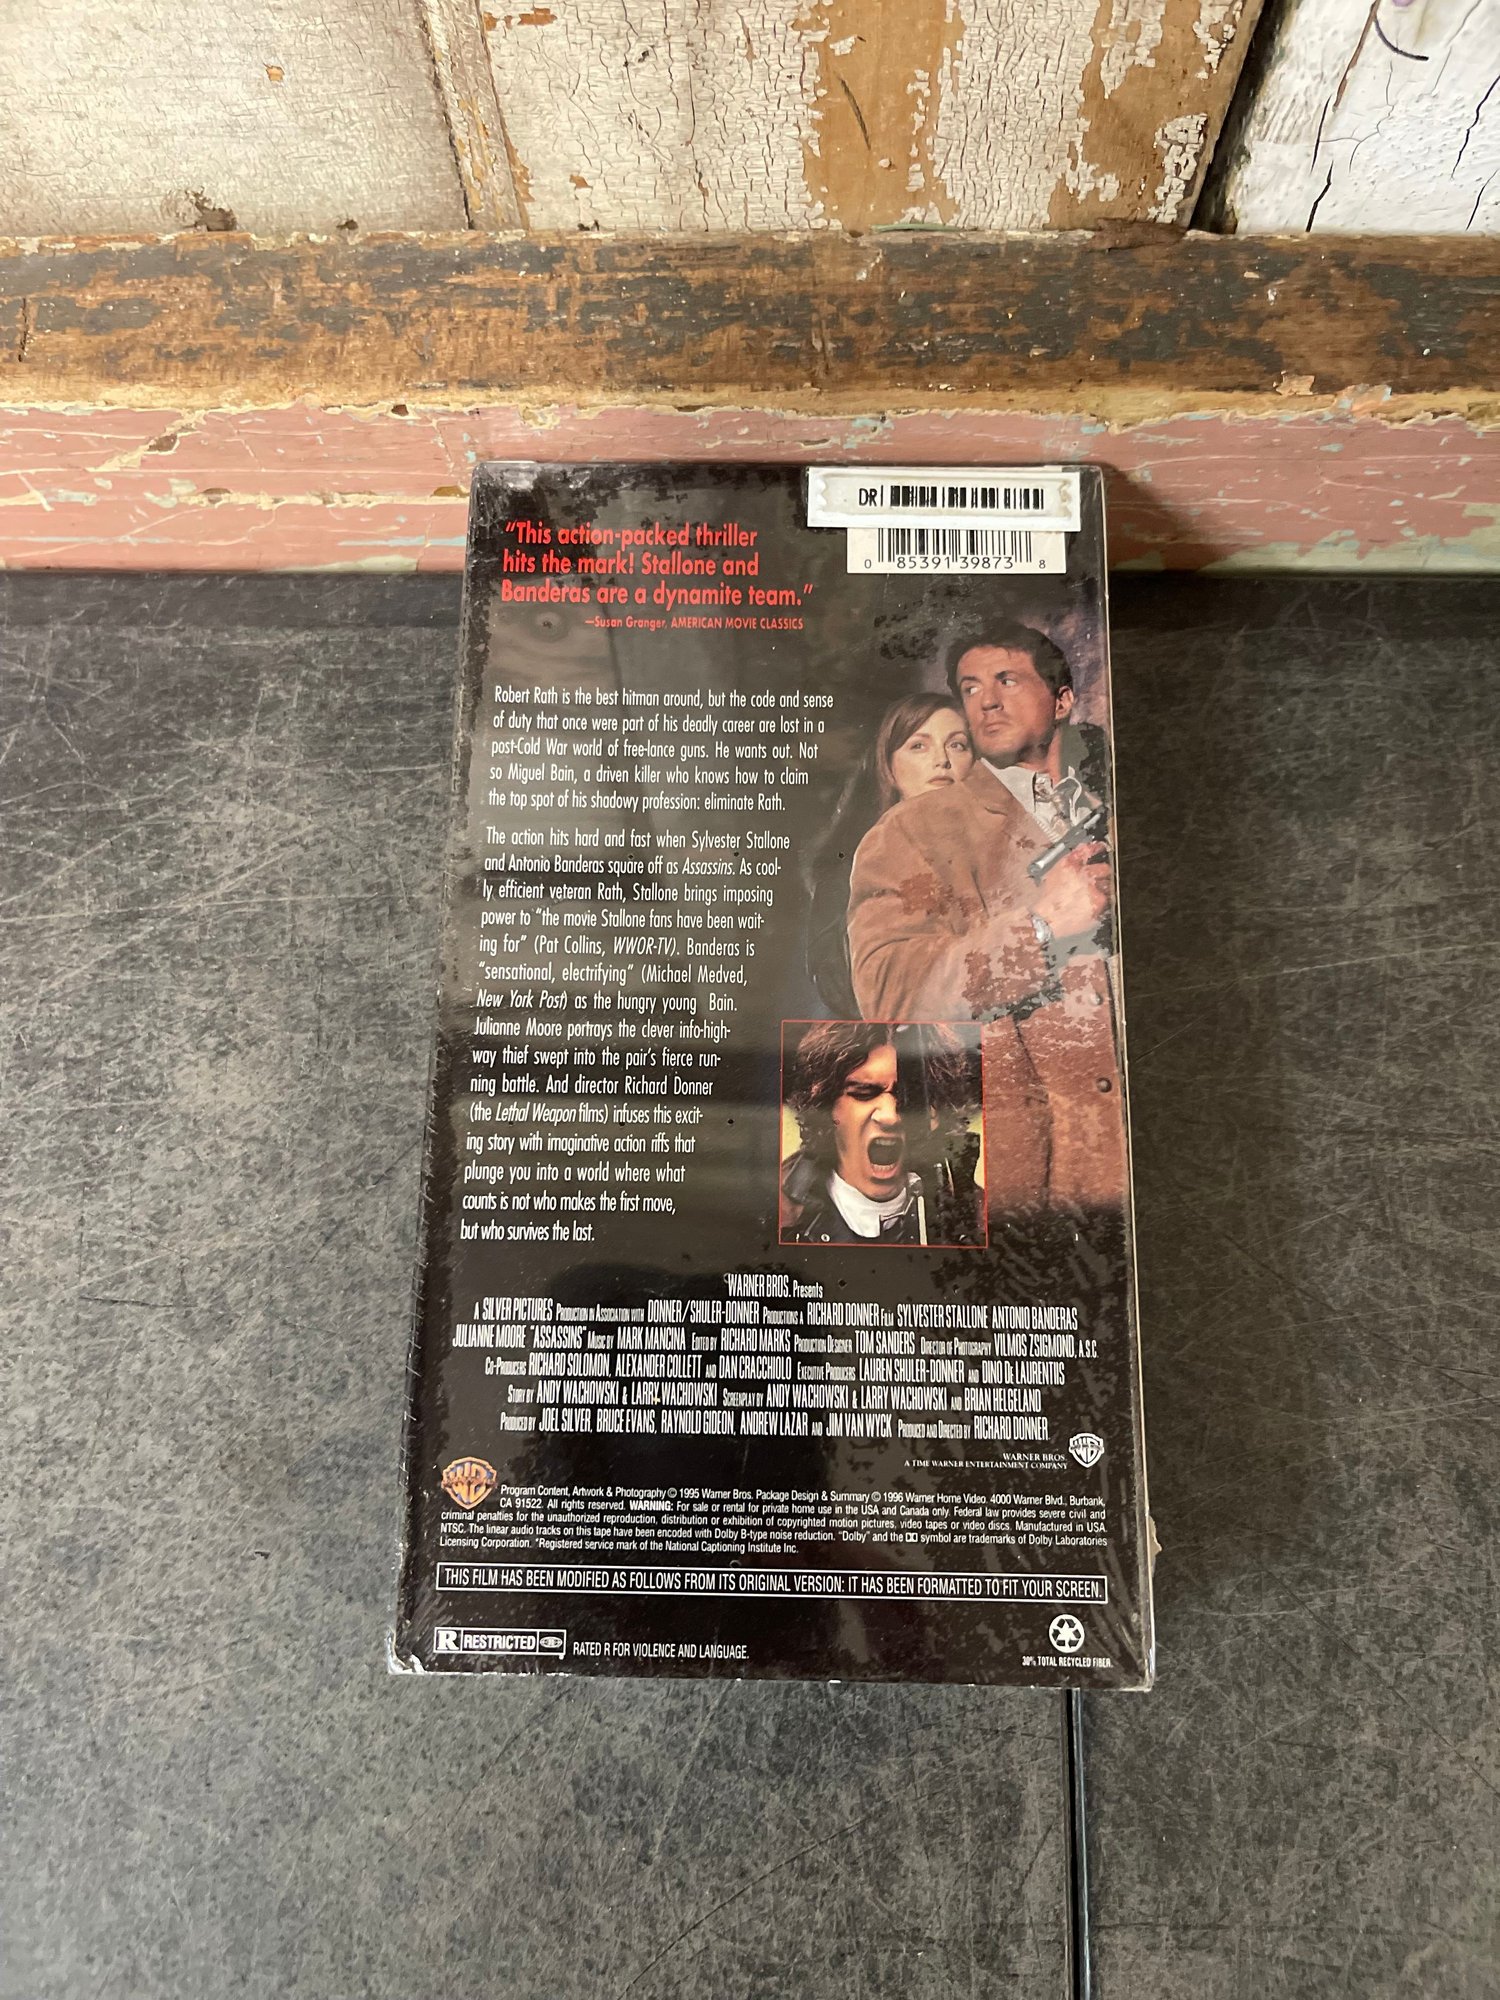 DR
0 85391 39873 8
"This action-packed thriller
hits the mark! Stallone and
Banderas are a dynamite team."
—Susan Granger, AMERICAN MOVIE CLASSICS
Robert Rath is the best hitman around, but the code and sense
of duty that once were part of his deadly career are lost in a
post-Cold War world of free-lance guns. He wants out. Not
so Miguel Bain, a driven killer who knows how to claim
the top spot of his shadowy profession: eliminate Rath.
The action hits hard and fast when Sylvester Stallone
and Antonio Banderas square off as Assassins. As cool-
ly efficient veteran Rath, Stallone brings imposing
power to "the movie Stallone fans have been wait-
ing for" (Pat Collins, WWOR-TV). Banderas is
"sensational, electrifying" (Michael Medved,
New York Post) as the hungry young Bain.
Julianne Moore portrays the clever info-high-
way thief swept into the pair's fierce run-
ning battle. And director Richard Donner
(the Lethal Weapon films) infuses this excit-
ing story with imaginative action riffs that
plunge you into a world where what
counts is not who makes the first move,
but who survives the last.
WARNER BROS. Presents
A SILVER PICTURES PRODUCTION IN ASSOCIATION WITH DONNER/SHULER-DONNER PRODUCTIONS A RICHARD DONNER FILM SYLVESTER STALLONE ANTONIO BANDERAS
JULIANNE MOORE "ASSASSINS" MUSIC BY MARK MANCINA EDITED BY RICHARD MARKS PRODUCTION DESIGNER TOM SANDERS DIRECTOR OF PHOTOGRAPHY VILMOS ZSIGMOND, A.S.C.
CO-PRODUCERS RICHARD SOLOMON, ALEXANDER COLLETT AND DAN CRACCHIOLO EXECUTIVE PRODUCERS LAUREN SHULER-DONNER AND DINO DE LAURENTIIS
STORY BY ANDY WACHOWSKI & LARRY WACHOWSKI SCREENPLAY BY ANDY WACHOWSKI & LARRY WACHOWSKI AND BRIAN HELGELAND
PRODUCED BY JOEL SILVER, BRUCE EVANS, RAYNOLD GIDEON, ANDREW LAZAR AND JIM VAN WYCK PRODUCED AND DIRECTED BY RICHARD DONNER
WARNER BROS.
A TIME WARNER ENTERTAINMENT COMPANY
Program Content, Artwork & Photography © 1995 Warner Bros. Package Design & Summary © 1996 Warner Home Video. 4000 Warner Blvd., Burbank,
CA 91522. All rights reserved. WARNING: For sale or rental for private home use in the USA and Canada only. Federal law provides severe civil and
criminal penalties for the unauthorized reproduction, distribution or exhibition of copyrighted motion pictures, video tapes or video discs. Manufactured in USA.
NTSC. The linear audio tracks on this tape have been encoded with Dolby B-type noise reduction. "Dolby" and the DD symbol are trademarks of Dolby Laboratories
Licensing Corporation. *Registered service mark of the National Captioning Institute Inc.
THIS FILM HAS BEEN MODIFIED AS FOLLOWS FROM ITS ORIGINAL VERSION: IT HAS BEEN FORMATTED TO FIT YOUR SCREEN.
R RESTRICTED RATED R FOR VIOLENCE AND LANGUAGE.
30% TOTAL RECYCLED FIBER.